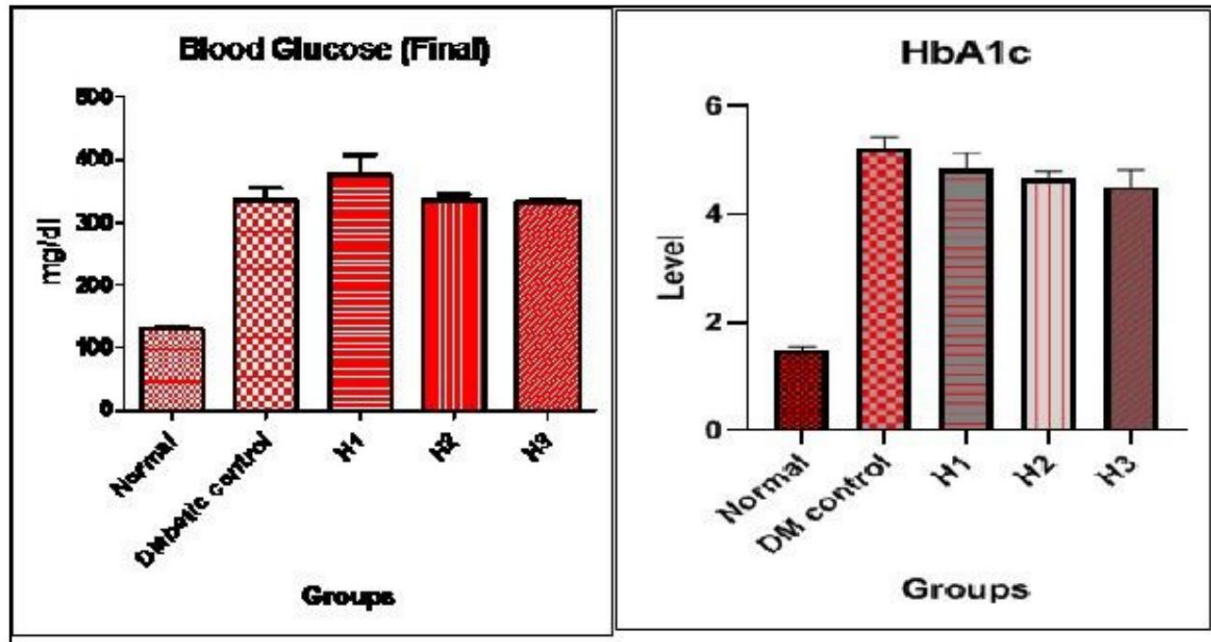 Blood Glucose (Final)
500
400
300
200
100
0
mg/dl
Normal
Diabetic control
H1
H2
H3
Groups
HbA1c
6
4
2
0
Level
Normal
DM control
H1
H2
H3
Groups